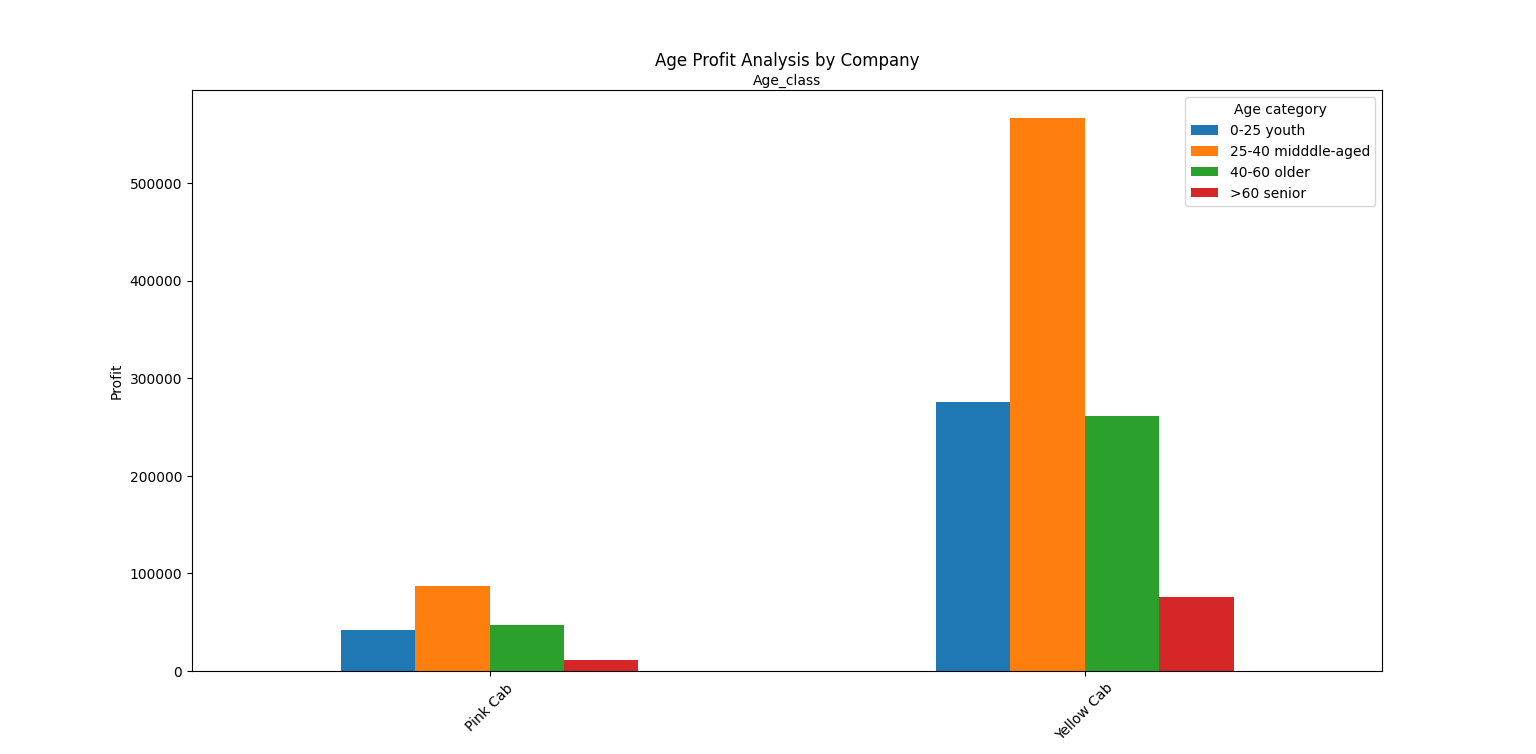 Age Profit Analysis by Company
Age_class
Age category
0-25 youth
25-40 midddle-aged
40-60 older
>60 senior
500000
400000
300000
200000
100000
0
Profit
Pink Cab
Yellow Cab